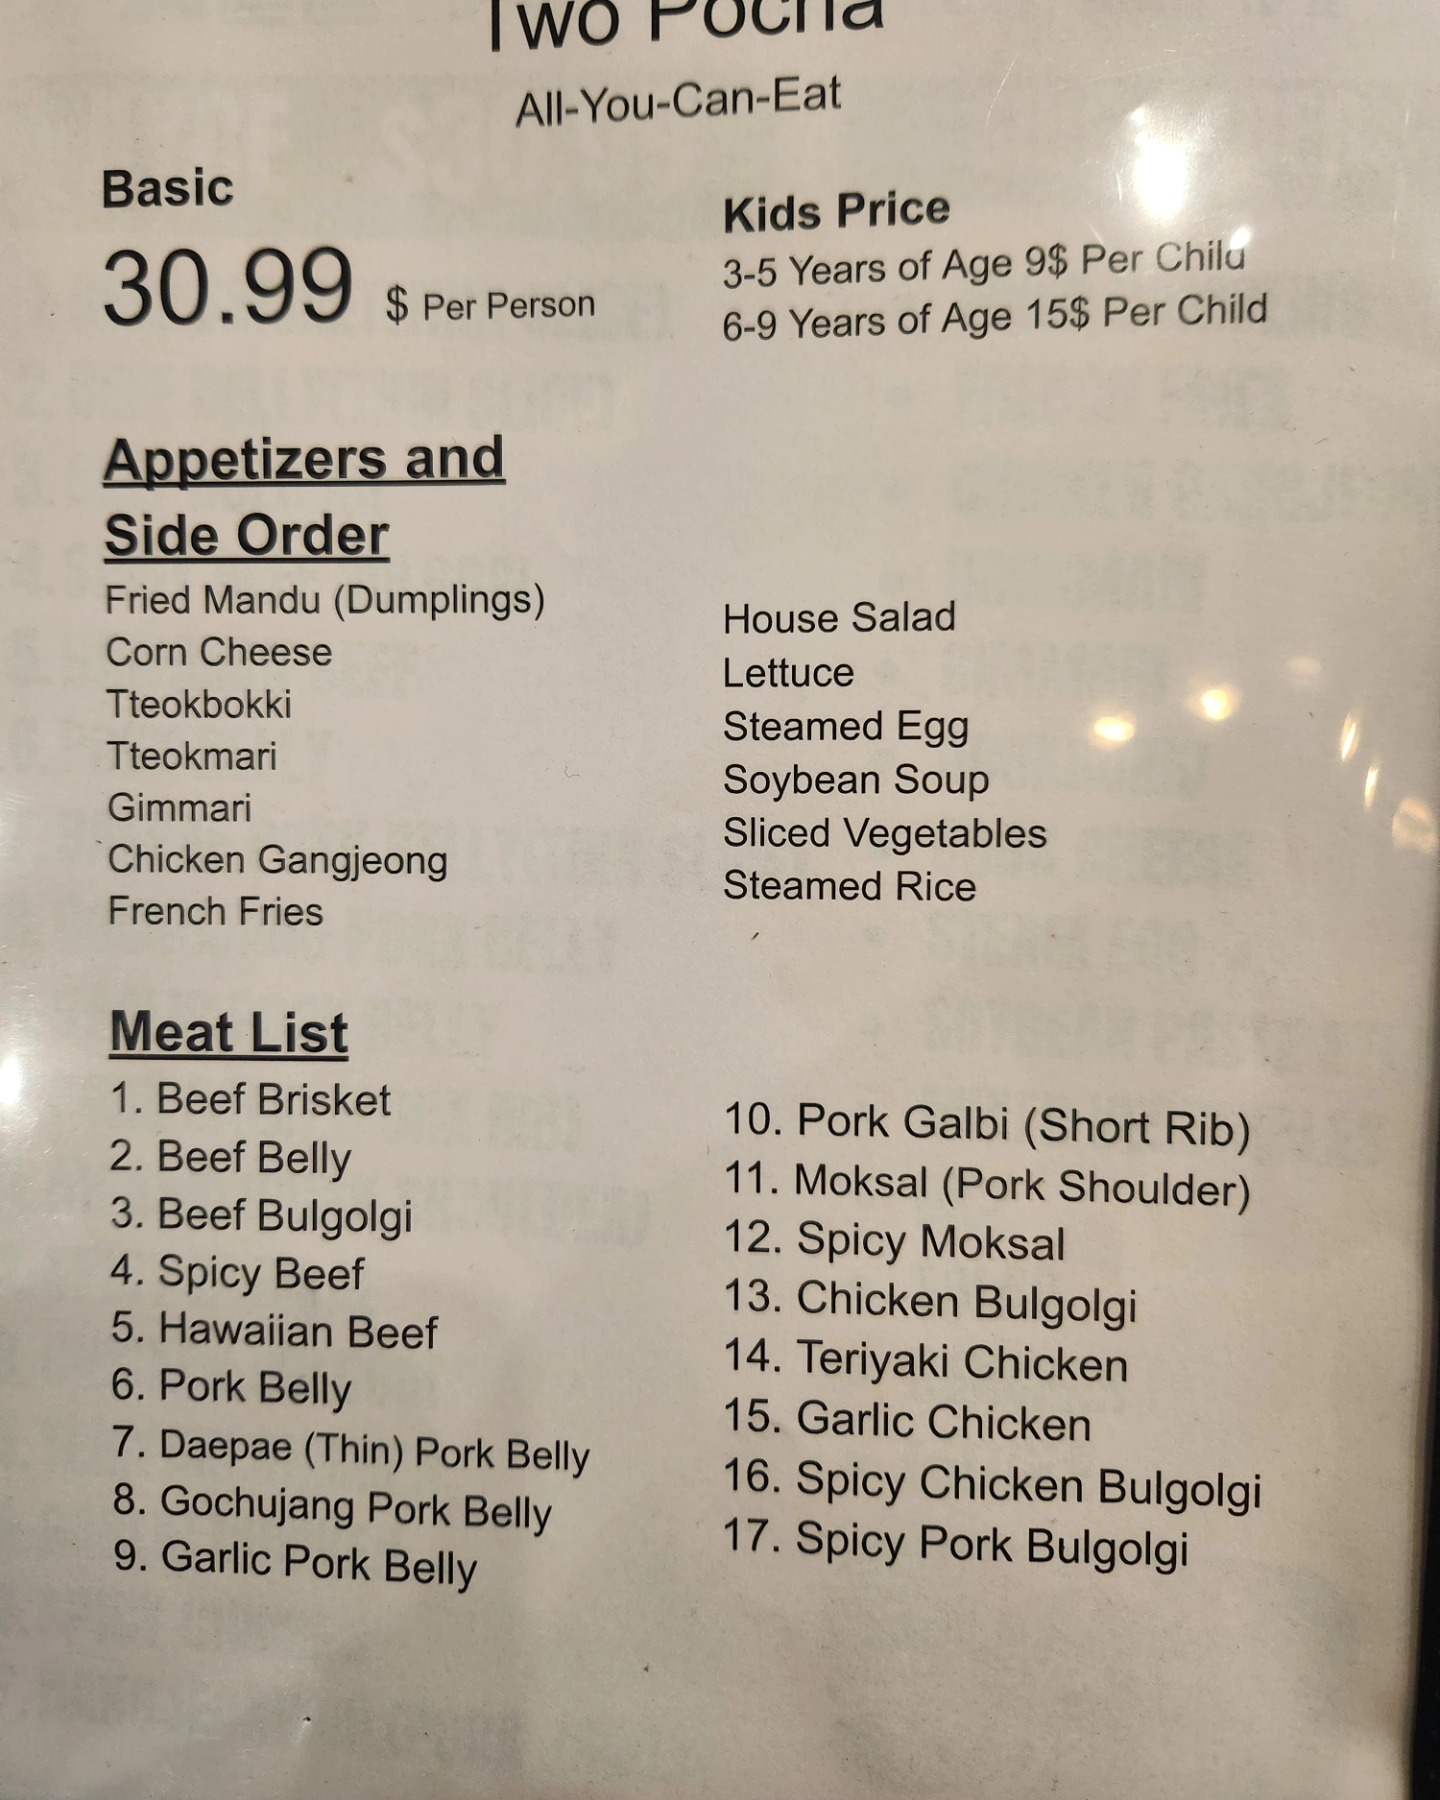 Two Pocha
All-You-Can-Eat
Basic
30.99 $ Per Person
Kids Price
3-5 Years of Age 9$ Per Child
6-9 Years of Age 15$ Per Child
Appetizers and
Side Order
Fried Mandu (Dumplings)
Corn Cheese
Tteokbokki
Tteokmari
Gimmari
Chicken Gangjeong
French Fries
House Salad
Lettuce
Steamed Egg
Soybean Soup
Sliced Vegetables
Steamed Rice
Meat List
1. Beef Brisket
2. Beef Belly
3. Beef Bulgolgi
4. Spicy Beef
5. Hawaiian Beef
6. Pork Belly
7. Daepae (Thin) Pork Belly
8. Gochujang Pork Belly
9. Garlic Pork Belly
10. Pork Galbi (Short Rib)
11. Moksal (Pork Shoulder)
12. Spicy Moksal
13. Chicken Bulgolgi
14. Teriyaki Chicken
15. Garlic Chicken
16. Spicy Chicken Bulgolgi
17. Spicy Pork Bulgolgi